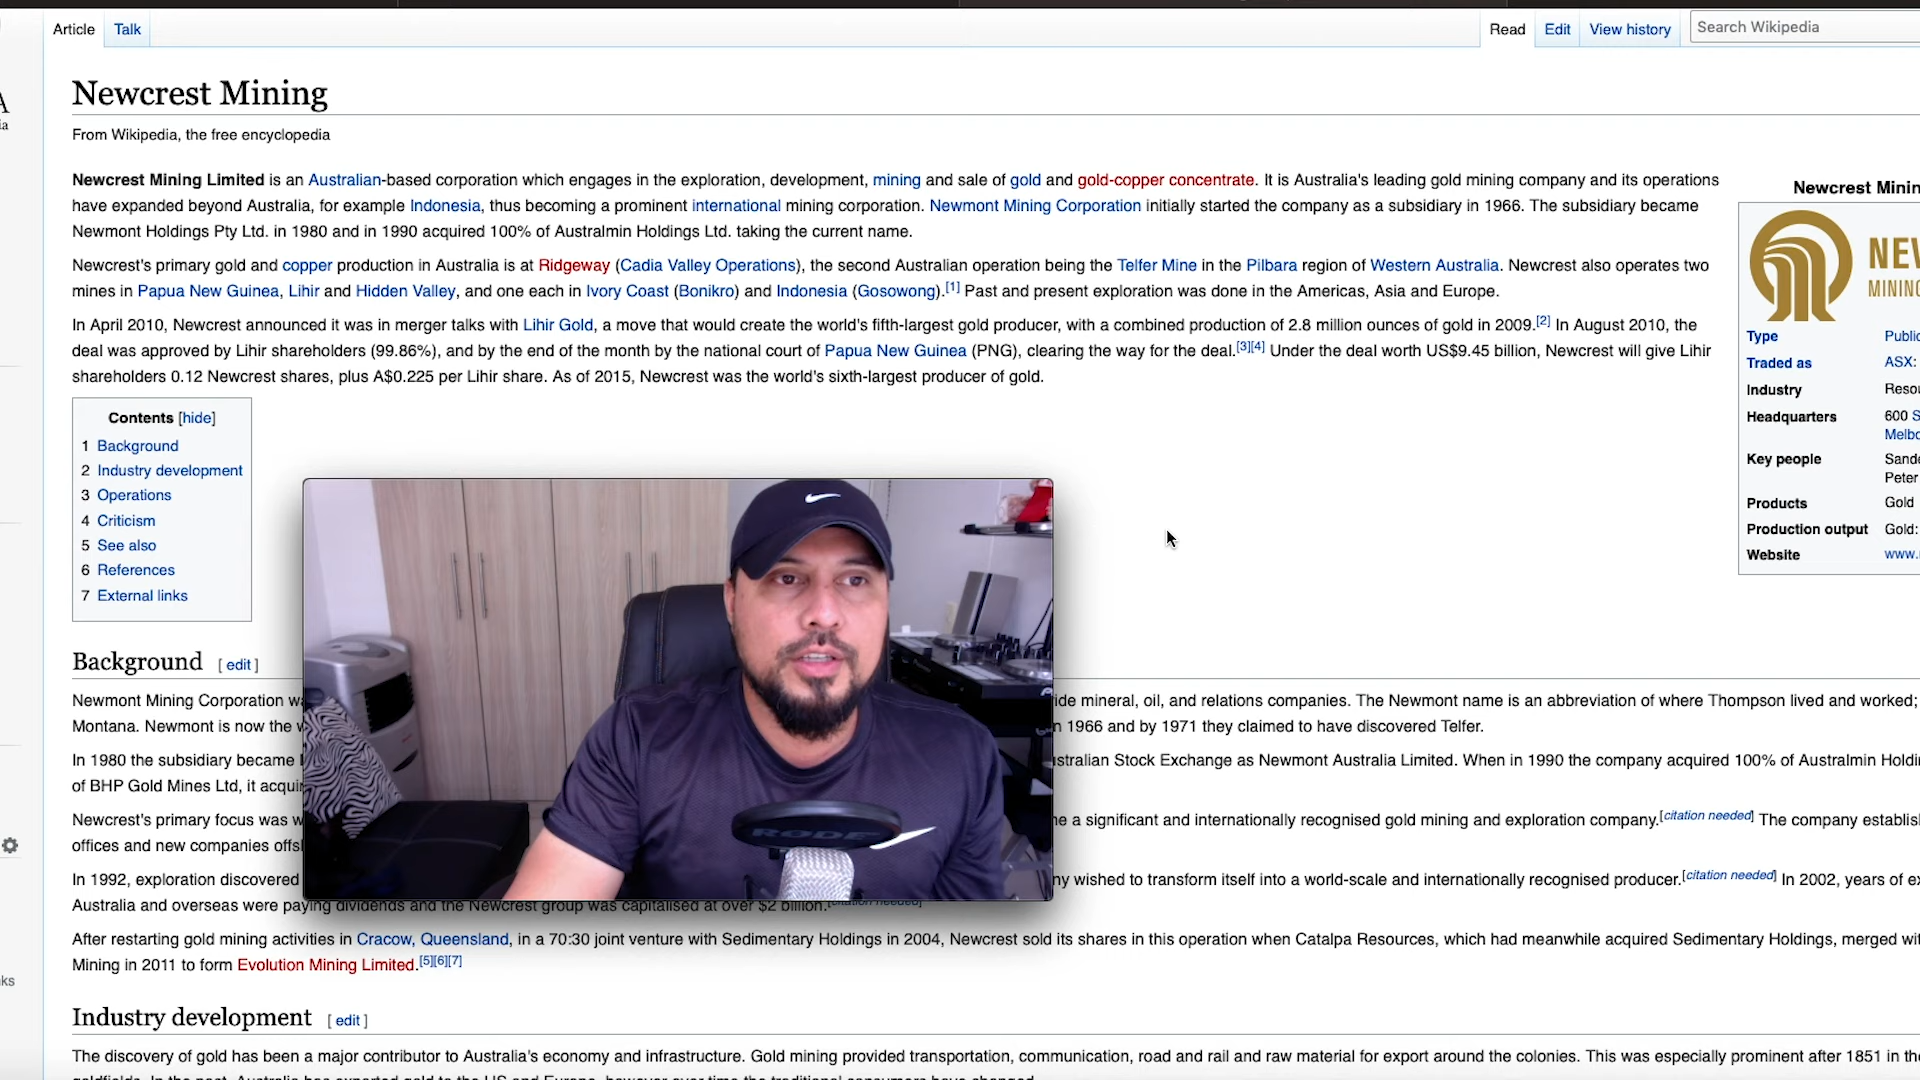 Article Talk Read Edit View history Search Wikipedia
Newcrest Mining
From Wikipedia, the free encyclopedia
Newcrest Mining Limited is an Australian-based corporation which engages in the exploration, development, mining and sale of gold and gold-copper concentrate. It is Australia's leading gold mining company and its operations
have expanded beyond Australia, for example Indonesia, thus becoming a prominent international mining corporation. Newmont Mining Corporation initially started the company as a subsidiary in 1966. The subsidiary became
Newmont Holdings Pty Ltd. in 1980 and in 1990 acquired 100% of Australmin Holdings Ltd. taking the current name.
Newcrest's primary gold and copper production in Australia is at Ridgeway (Cadia Valley Operations), the second Australian operation being the Telfer Mine in the Pilbara region of Western Australia. Newcrest also operates two
mines in Papua New Guinea, Lihir and Hidden Valley, and one each in Ivory Coast (Bonikro) and Indonesia (Gosowong).[1] Past and present exploration was done in the Americas, Asia and Europe.
In April 2010, Newcrest announced it was in merger talks with Lihir Gold, a move that would create the world's fifth-largest gold producer, with a combined production of 2.8 million ounces of gold in 2009.[2] In August 2010, the
deal was approved by Lihir shareholders (99.86%), and by the end of the month by the national court of Papua New Guinea (PNG), clearing the way for the deal.[3][4] Under the deal worth US$9.45 billion, Newcrest will give Lihir
shareholders 0.12 Newcrest shares, plus A$0.225 per Lihir share. As of 2015, Newcrest was the world's sixth-largest producer of gold.
Newcrest Minin
NEW
MINING
Type Public
Traded as ASX:
Industry Resou
Headquarters 600 S
Melbo
Key people Sande
Peter
Products Gold
Production output Gold:
Website www.
Contents [hide]
1 Background
2 Industry development
3 Operations
4 Criticism
5 See also
6 References
7 External links
Background [ edit ]
Newmont Mining Corporation wa ide mineral, oil, and relations companies. The Newmont name is an abbreviation of where Thompson lived and worked;
Montana. Newmont is now the w n 1966 and by 1971 they claimed to have discovered Telfer.
In 1980 the subsidiary became stralian Stock Exchange as Newmont Australia Limited. When in 1990 the company acquired 100% of Australmin Holdi
of BHP Gold Mines Ltd, it acqui
Newcrest's primary focus was w e a significant and internationally recognised gold mining and exploration company.[citation needed] The company establis
offices and new companies offs
In 1992, exploration discovered ny wished to transform itself into a world-scale and internationally recognised producer.[citation needed] In 2002, years of ex
Australia and overseas were paying dividends and the Newcrest group was capitalised at over $2 billion.[citation needed]
After restarting gold mining activities in Cracow, Queensland, in a 70:30 joint venture with Sedimentary Holdings in 2004, Newcrest sold its shares in this operation when Catalpa Resources, which had meanwhile acquired Sedimentary Holdings, merged wit
Mining in 2011 to form Evolution Mining Limited.[5][6][7]
RODE
Industry development [ edit ]
The discovery of gold has been a major contributor to Australia's economy and infrastructure. Gold mining provided transportation, communication, road and rail and raw material for export around the colonies. This was especially prominent after 1851 in the